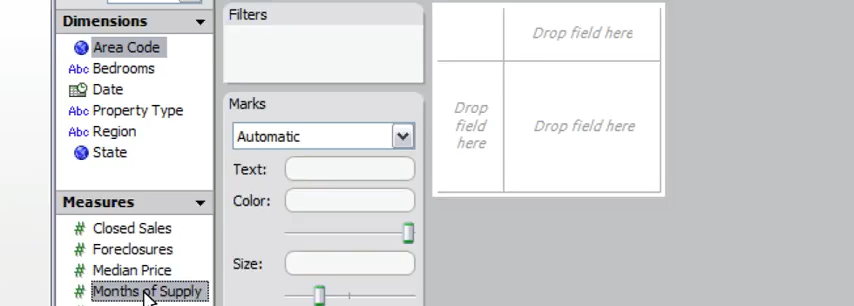 Dimensions
Area Code
Abc Bedrooms
Date
Abc Property Type
Abc Region
State
Measures
# Closed Sales
# Foreclosures
# Median Price
# Months of Supply
Filters
Marks
Automatic
Text:
Color:
Size:
Drop field here
Drop
field
here
Drop field here